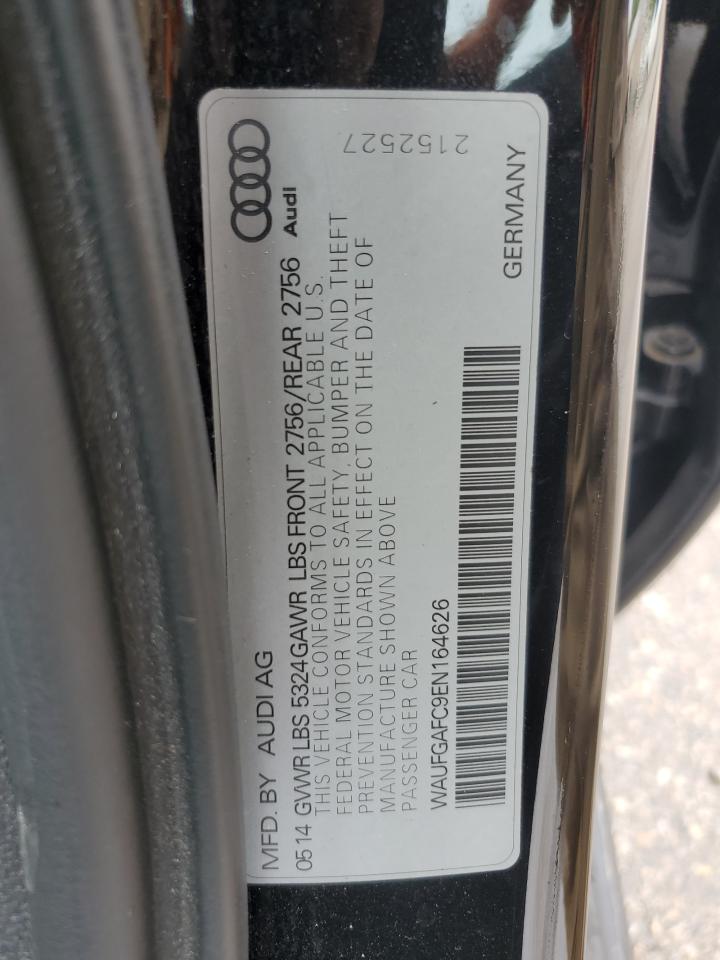 MFD. BY AUDI AG
Audi
0514 GVWR LBS 5324 GAWR LBS FRONT 2756/REAR 2756
THIS VEHICLE CONFORMS TO ALL APPLICABLE U.S.
FEDERAL MOTOR VEHICLE SAFETY, BUMPER AND THEFT
PREVENTION STANDARDS IN EFFECT ON THE DATE OF
MANUFACTURE SHOWN ABOVE
PASSENGER CAR
WAUFGAFC9EN164626
GERMANY
2152527